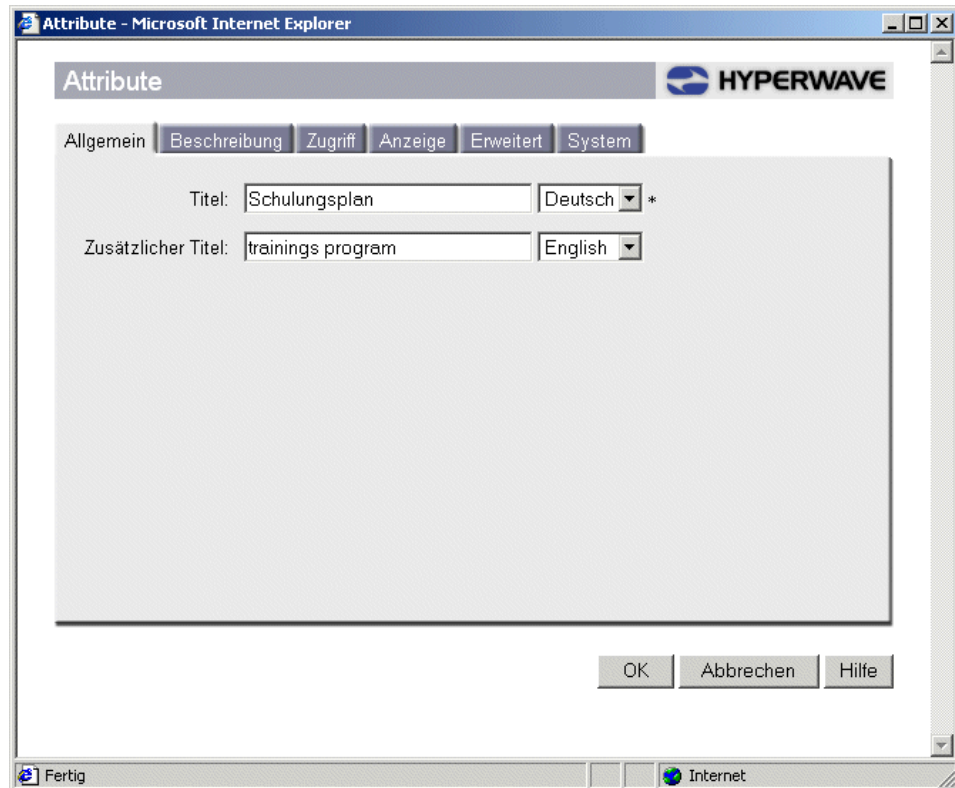 Attribute - Microsoft Internet Explorer
Attribute HYPERWAVE
Allgemein Beschreibung Zugriff Anzeige Erweitert System
Titel: Schulungsplan Deutsch *
Zusätzlicher Titel: trainings program English
OK Abbrechen Hilfe
Fertig Internet